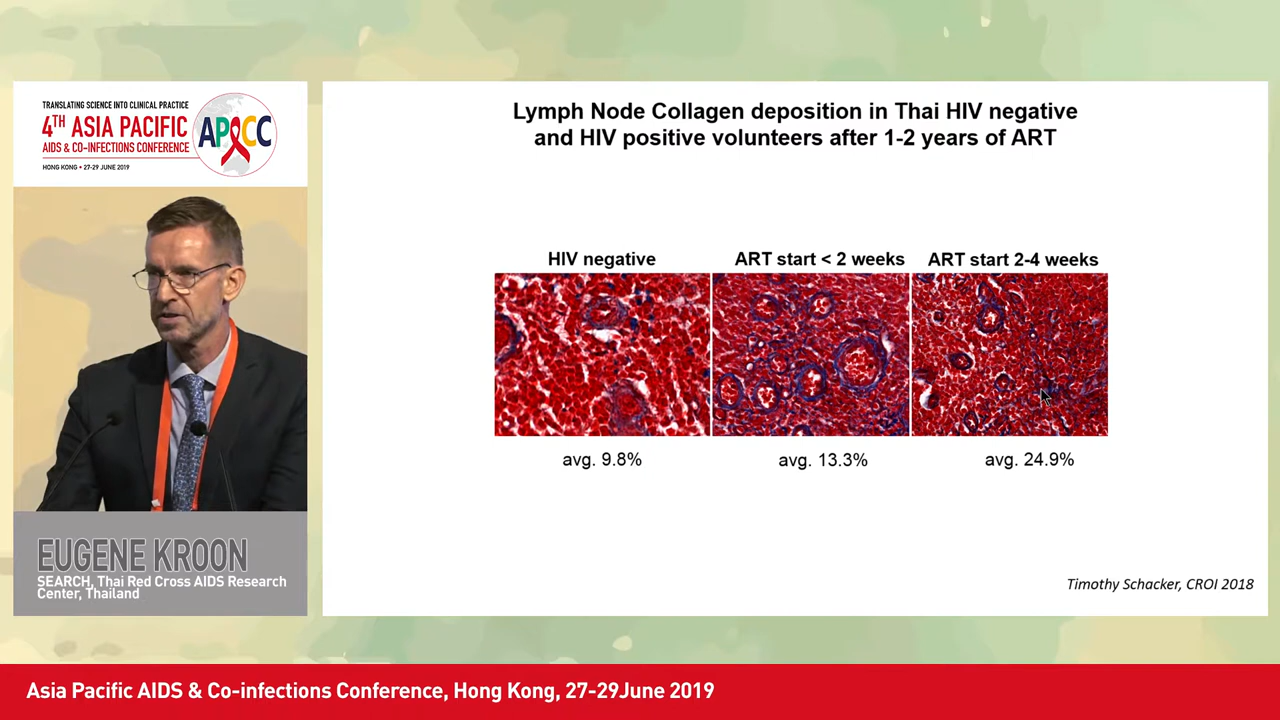 TRANSLATING SCIENCE INTO CLINICAL PRACTICE
4TH ASIA PACIFIC
AIDS & CO-INFECTIONS CONFERENCE
HONG KONG • 27-29 JUNE 2019
APACC
Lymph Node Collagen deposition in Thai HIV negative
and HIV positive volunteers after 1-2 years of ART
HIV negative
ART start < 2 weeks
ART start 2-4 weeks
avg. 9.8%
avg. 13.3%
avg. 24.9%
Timothy Schacker, CROI 2018
EUGENE KROON
SEARCH, Thai Red Cross AIDS Research
Center, Thailand
Asia Pacific AIDS & Co-infections Conference, Hong Kong, 27-29June 2019